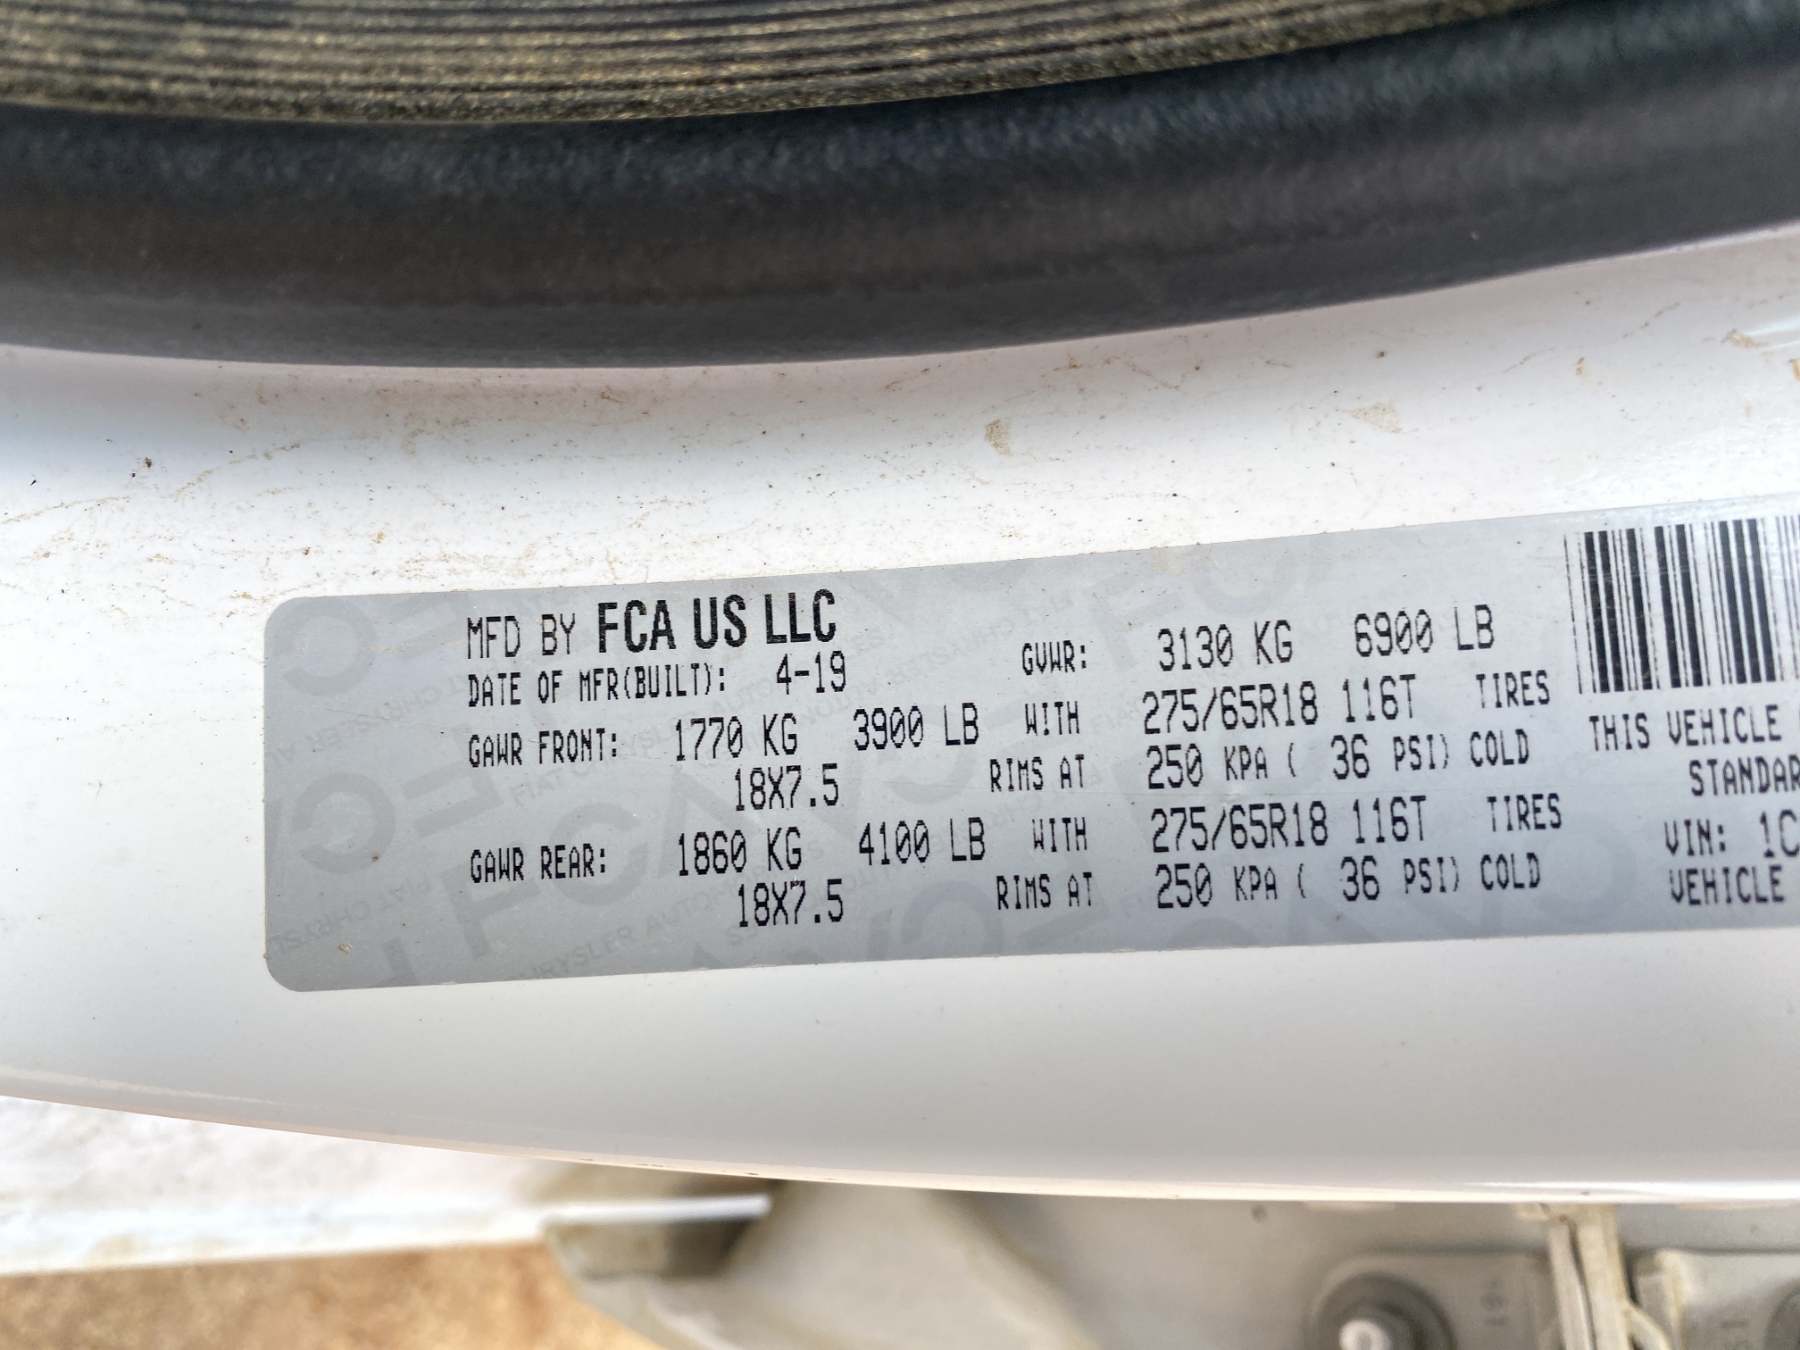 MFD BY FCA US LLC
DATE OF MFR(BUILT): 4-19 GVWR: 3130 KG 6900 LB
GAWR FRONT: 1770 KG 3900 LB WITH 275/65R18 116T TIRES
18X7.5 RIMS AT 250 KPA ( 36 PSI) COLD
GAWR REAR: 1860 KG 4100 LB WITH 275/65R18 116T TIRES
18X7.5 RIMS AT 250 KPA ( 36 PSI) COLD
THIS VEHICLE
STANDAR
VIN: 1C
VEHICLE